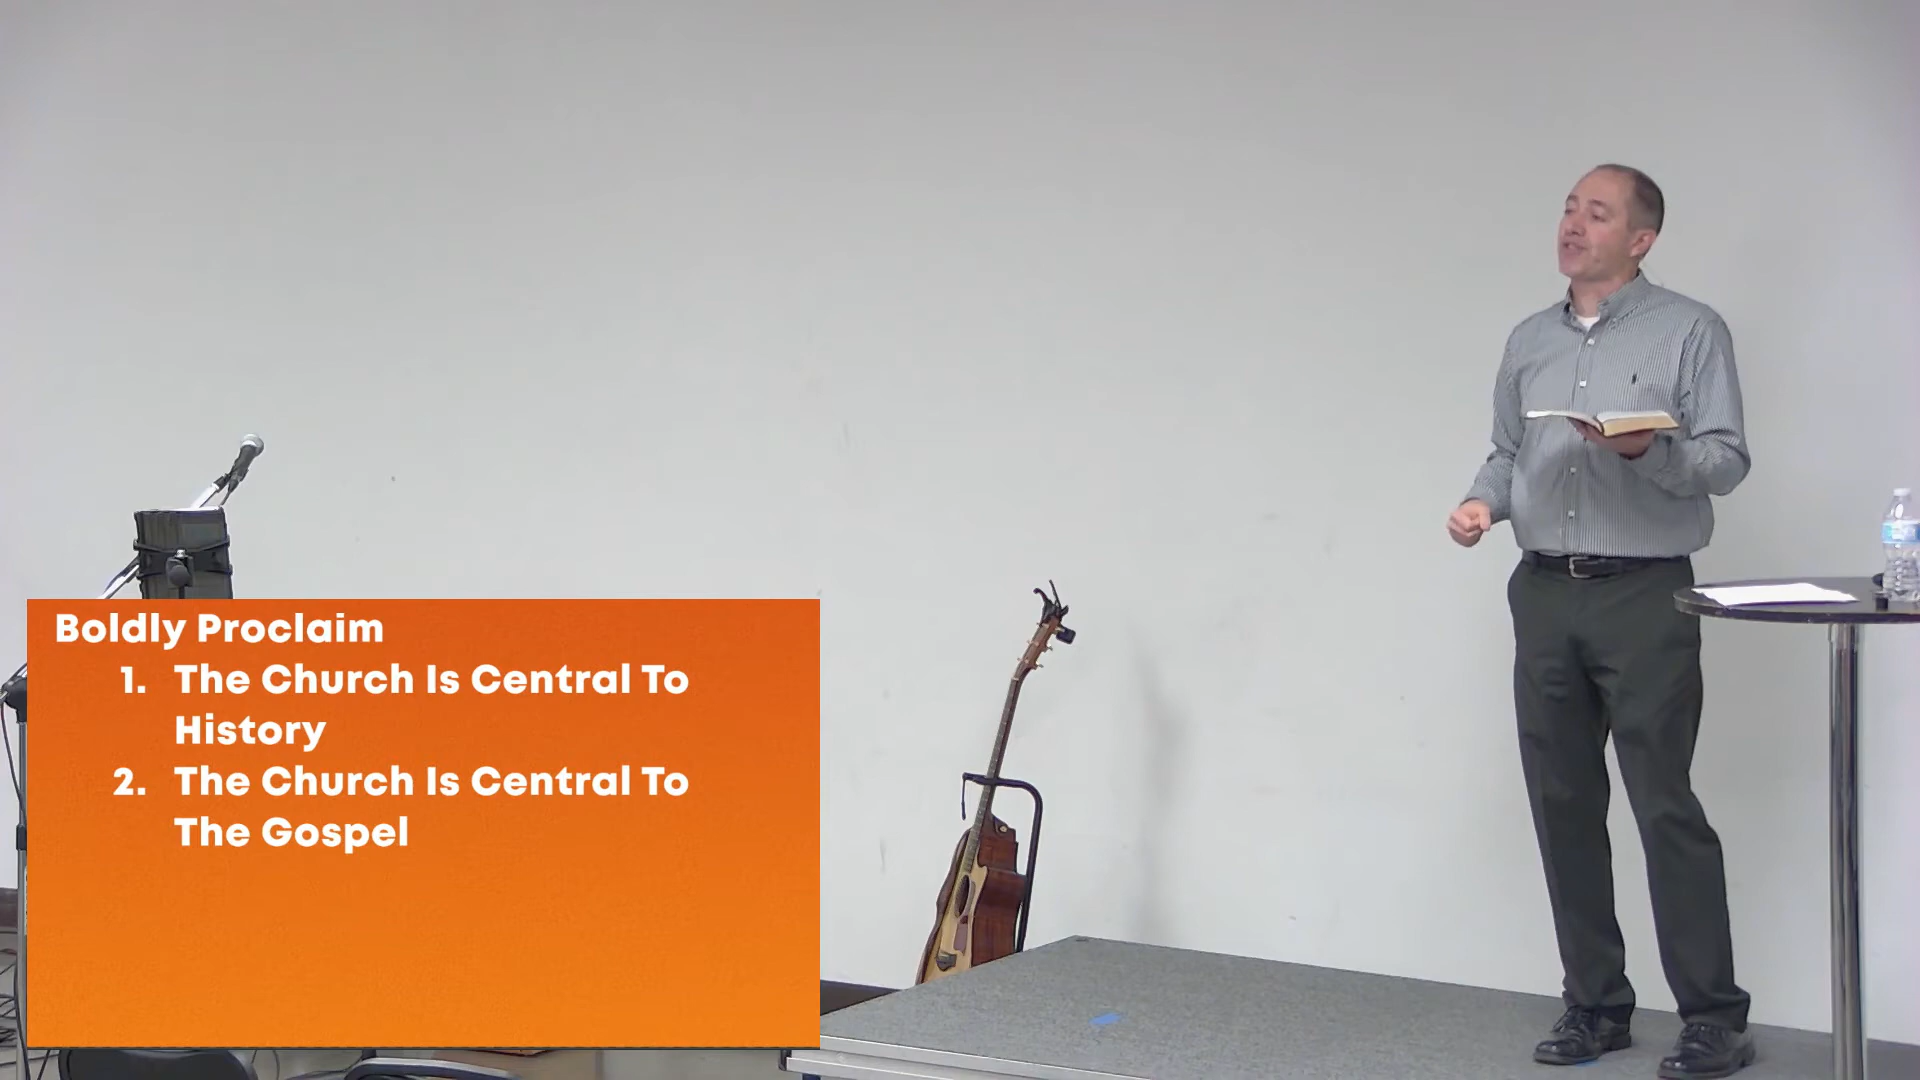 Boldly Proclaim
1. The Church Is Central To
History
2. The Church Is Central To
The Gospel